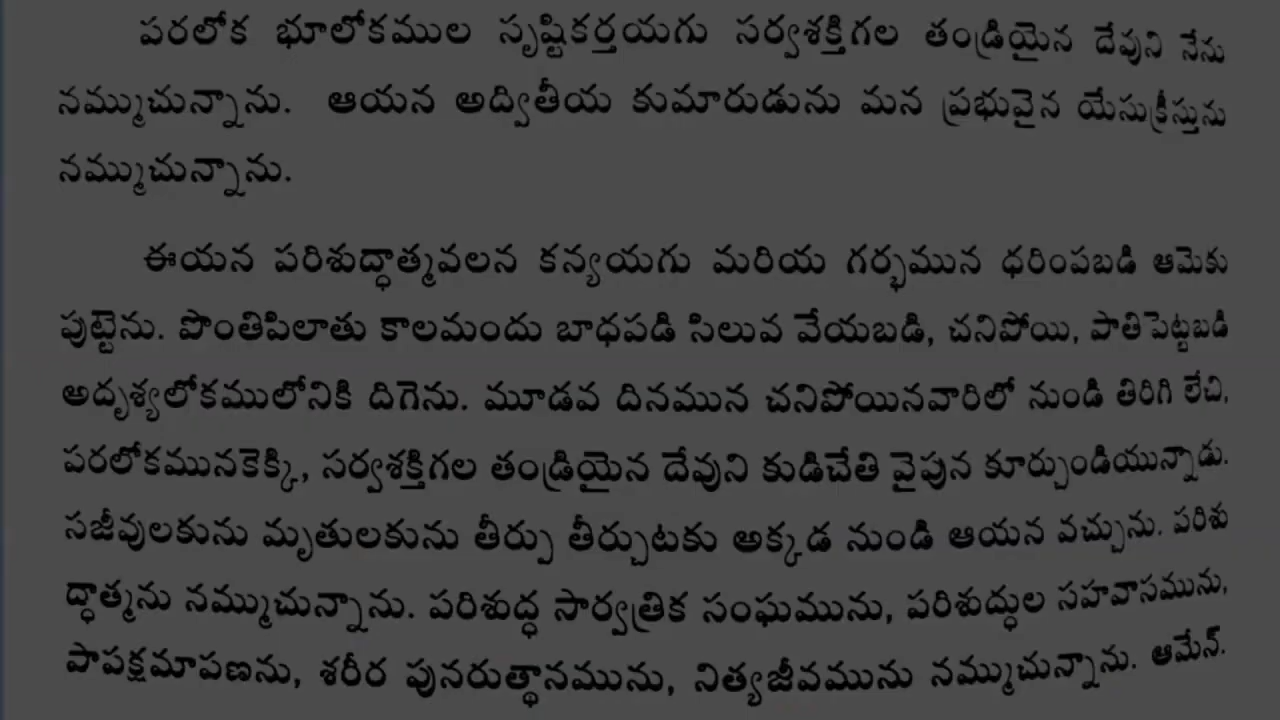 పరలోక భూలోకముల సృష్టికర్తయగు సర్వశక్తిగల తండ్రియైన దేవుని నేను
నమ్ముచున్నాను. ఆయన అద్వితీయ కుమారుడును మన ప్రభువైన యేసుక్రీస్తును
నమ్ముచున్నాను.
ఈయన పరిశుద్ధాత్మవలన కన్యయగు మరియ గర్భమున ధరింపబడి ఆమెకు
పుట్టెను. పొంతిపిలాతు కాలమందు బాధపడి సిలువ వేయబడి, చనిపోయి, పాతిపెట్టబడి
అదృశ్యలోకములోనికి దిగెను. మూడవ దినమున చనిపోయినవారిలో నుండి తిరిగి లేచి,
పరలోకమునకెక్కి, సర్వశక్తిగల తండ్రియైన దేవుని కుడిచేతి వైపున కూర్చుండియున్నాడు.
సజీవులకును మృతులకును తీర్పు తీర్చుటకు అక్కడ నుండి ఆయన వచ్చును. పరిశు
ద్ధాత్మను నమ్ముచున్నాను. పరిశుద్ధ సార్వత్రిక సంఘమును, పరిశుద్ధుల సహవాసమును,
పాపక్షమాపణను, శరీర పునరుత్థానమును, నిత్యజీవమును నమ్ముచున్నాను. ఆమేన్.